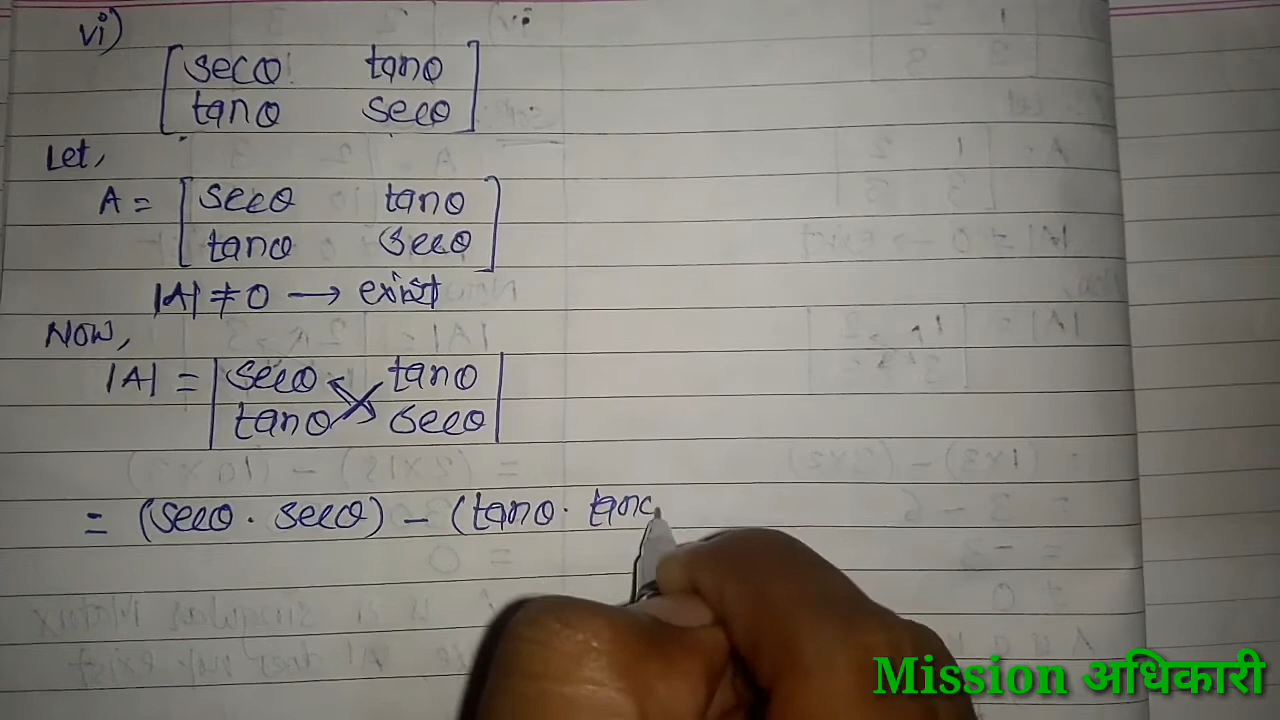 vi)
[secθ tanθ]
[tanθ secθ]
Let,
A = [secθ tanθ]
[tanθ secθ]
|A| ≠ 0 → exist
Now,
|A| = |secθ tanθ|
|tanθ secθ|
= (secθ · secθ) - (tanθ · tanθ
Mission अधिकारी